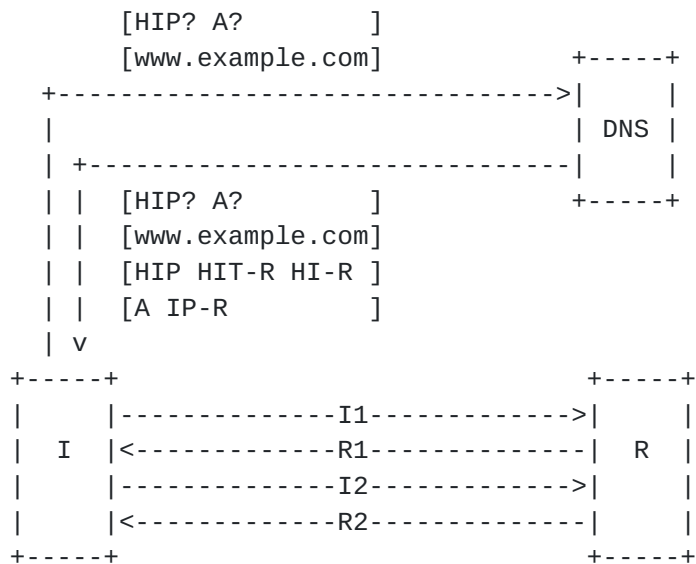 [HIP? A?         ]
[www.example.com]     +-----+
+-------------------------------->|     |
|                                 | DNS |
| +-------------------------------|     |
| |  [HIP? A?         ]           +-----+
| |  [www.example.com]
| |  [HIP HIT-R HI-R ]
| |  [A IP-R         ]
| v
+-----+                             +-----+
|     |--------------I1------------->|     |
|  I  |<-------------R1--------------|  R  |
|     |--------------I2------------->|     |
|     |<-------------R2--------------|     |
+-----+                             +-----+